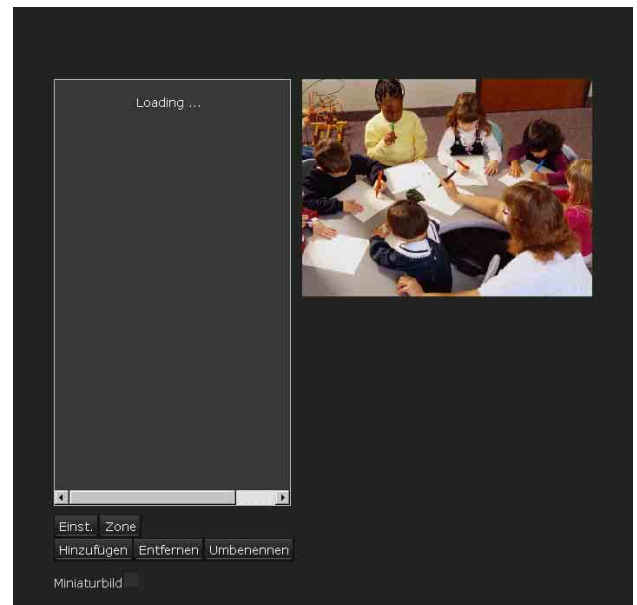 Loading ...
Einst. Zone
Hinzufügen Entfernen Umbenennen
Miniaturbild